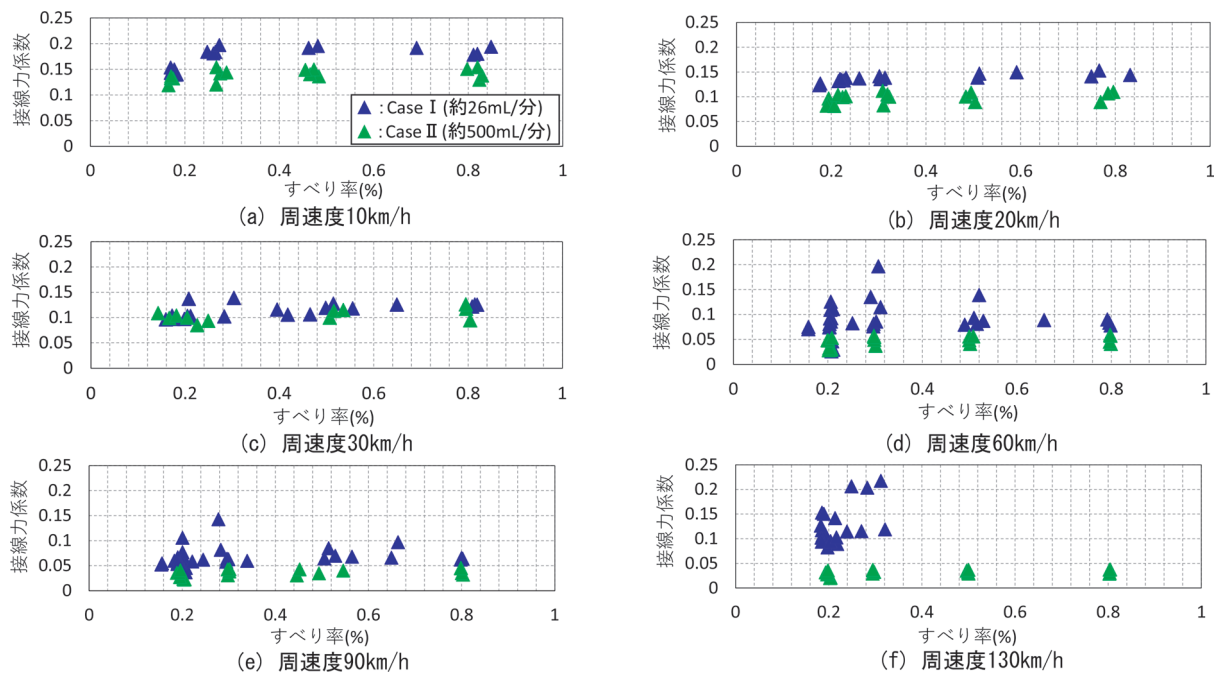 接線力係数
0.25
0.2
0.15
0.1
0.05
0
▲ : Case Ⅰ (約26mL/分)
▲ : Case Ⅱ (約500mL/分)
0 0.2 0.4 0.6 0.8 1
すべり率(%)
(a) 周速度10km/h
接線力係数
0.25
0.2
0.15
0.1
0.05
0
0 0.2 0.4 0.6 0.8 1
すべり率(%)
(b) 周速度20km/h
接線力係数
0.25
0.2
0.15
0.1
0.05
0
0 0.2 0.4 0.6 0.8 1
すべり率(%)
(c) 周速度30km/h
接線力係数
0.25
0.2
0.15
0.1
0.05
0
0 0.2 0.4 0.6 0.8 1
すべり率(%)
(d) 周速度60km/h
接線力係数
0.25
0.2
0.15
0.1
0.05
0
0 0.2 0.4 0.6 0.8 1
すべり率(%)
(e) 周速度90km/h
接線力係数
0.25
0.2
0.15
0.1
0.05
0
0 0.2 0.4 0.6 0.8 1
すべり率(%)
(f) 周速度130km/h